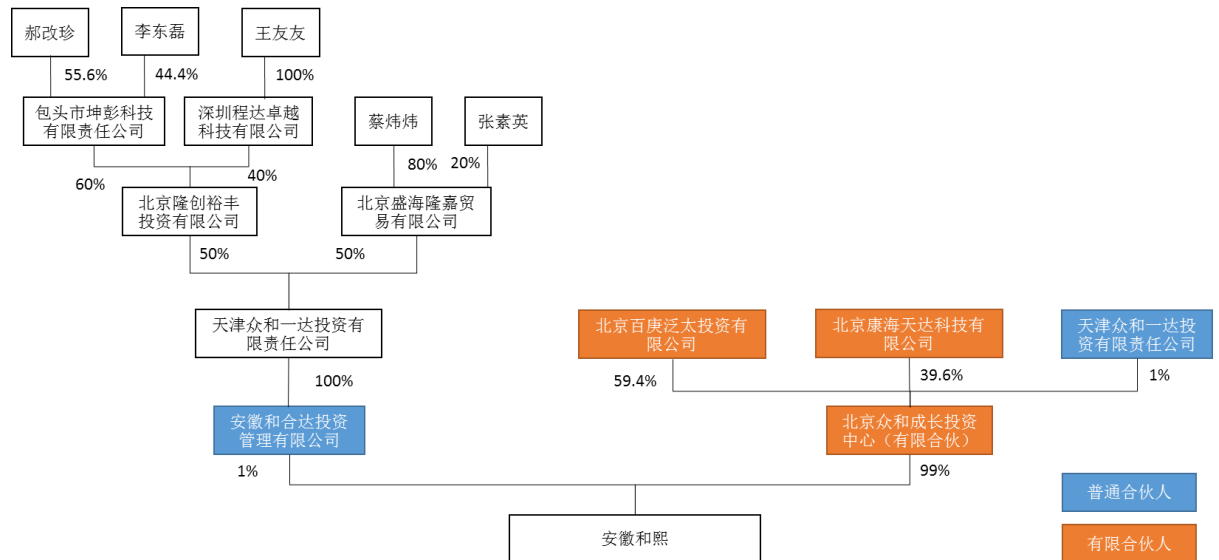 郝改珍
李东磊
王友友
55.6%
44.4%
100%
包头市坤彭科技
有限责任公司
深圳程达卓越
科技有限公司
蔡炜炜
张素英
60%
40%
80%
20%
北京隆创裕丰
投资有限公司
北京盛海隆嘉贸
易有限公司
50%
50%
天津众和一达投资有
限责任公司
北京百庚泛太投资有
限公司
北京康海天达科技有
限公司
天津众和一达投
资有限责任公司
100%
59.4%
39.6%
1%
安徽和合达投资
管理有限公司
北京众和成长投资
中心（有限合伙）
1%
99%
普通合伙人
安徽和熙
有限合伙人